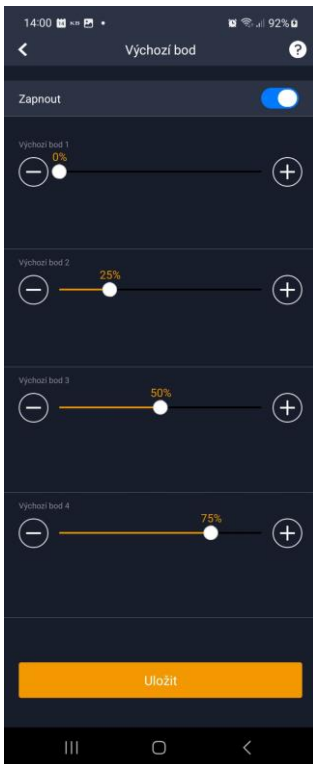 14:00
92%
Výchozí bod
?
Zapnout
Výchozí bod 1
0%
Výchozí bod 2
25%
Výchozí bod 3
50%
Výchozí bod 4
75%
Uložit